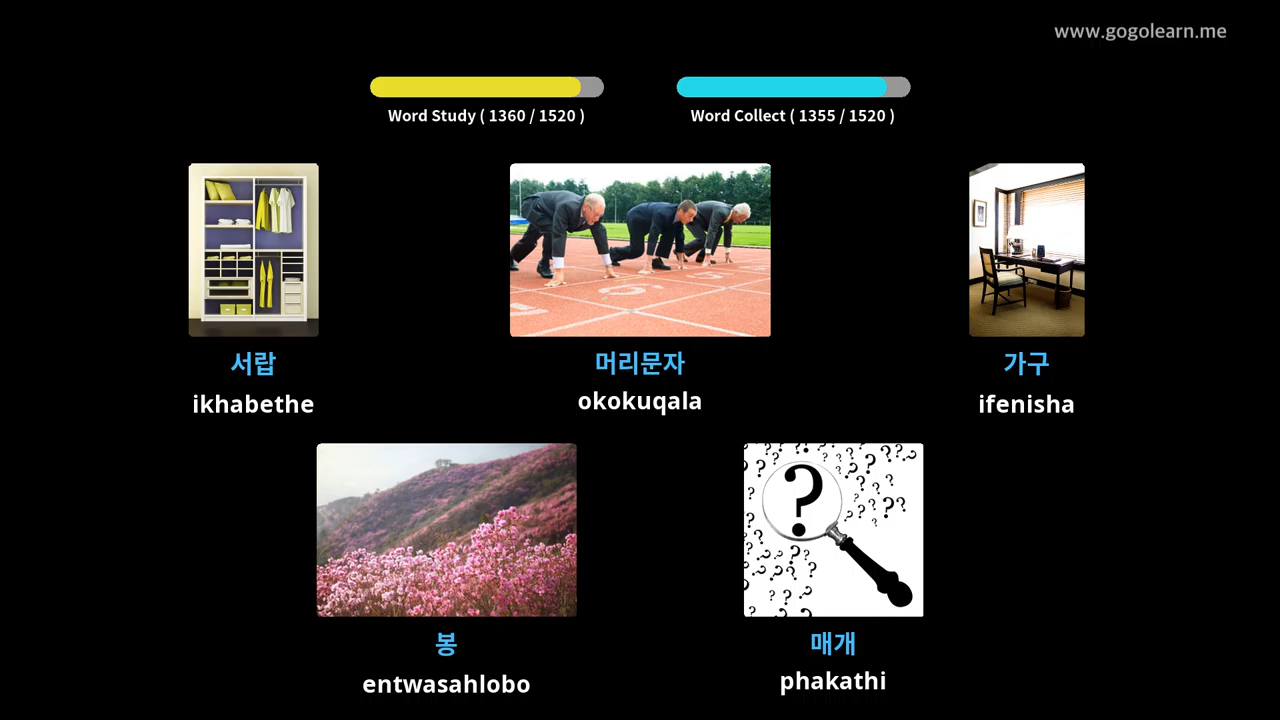 www.gogolearn.me
Word Study ( 1360 / 1520 )
Word Collect ( 1355 / 1520 )
서랍
머리문자
가구
ikhabethe
okokuqala
ifenisha
봉
매개
entwasahlobo
phakathi